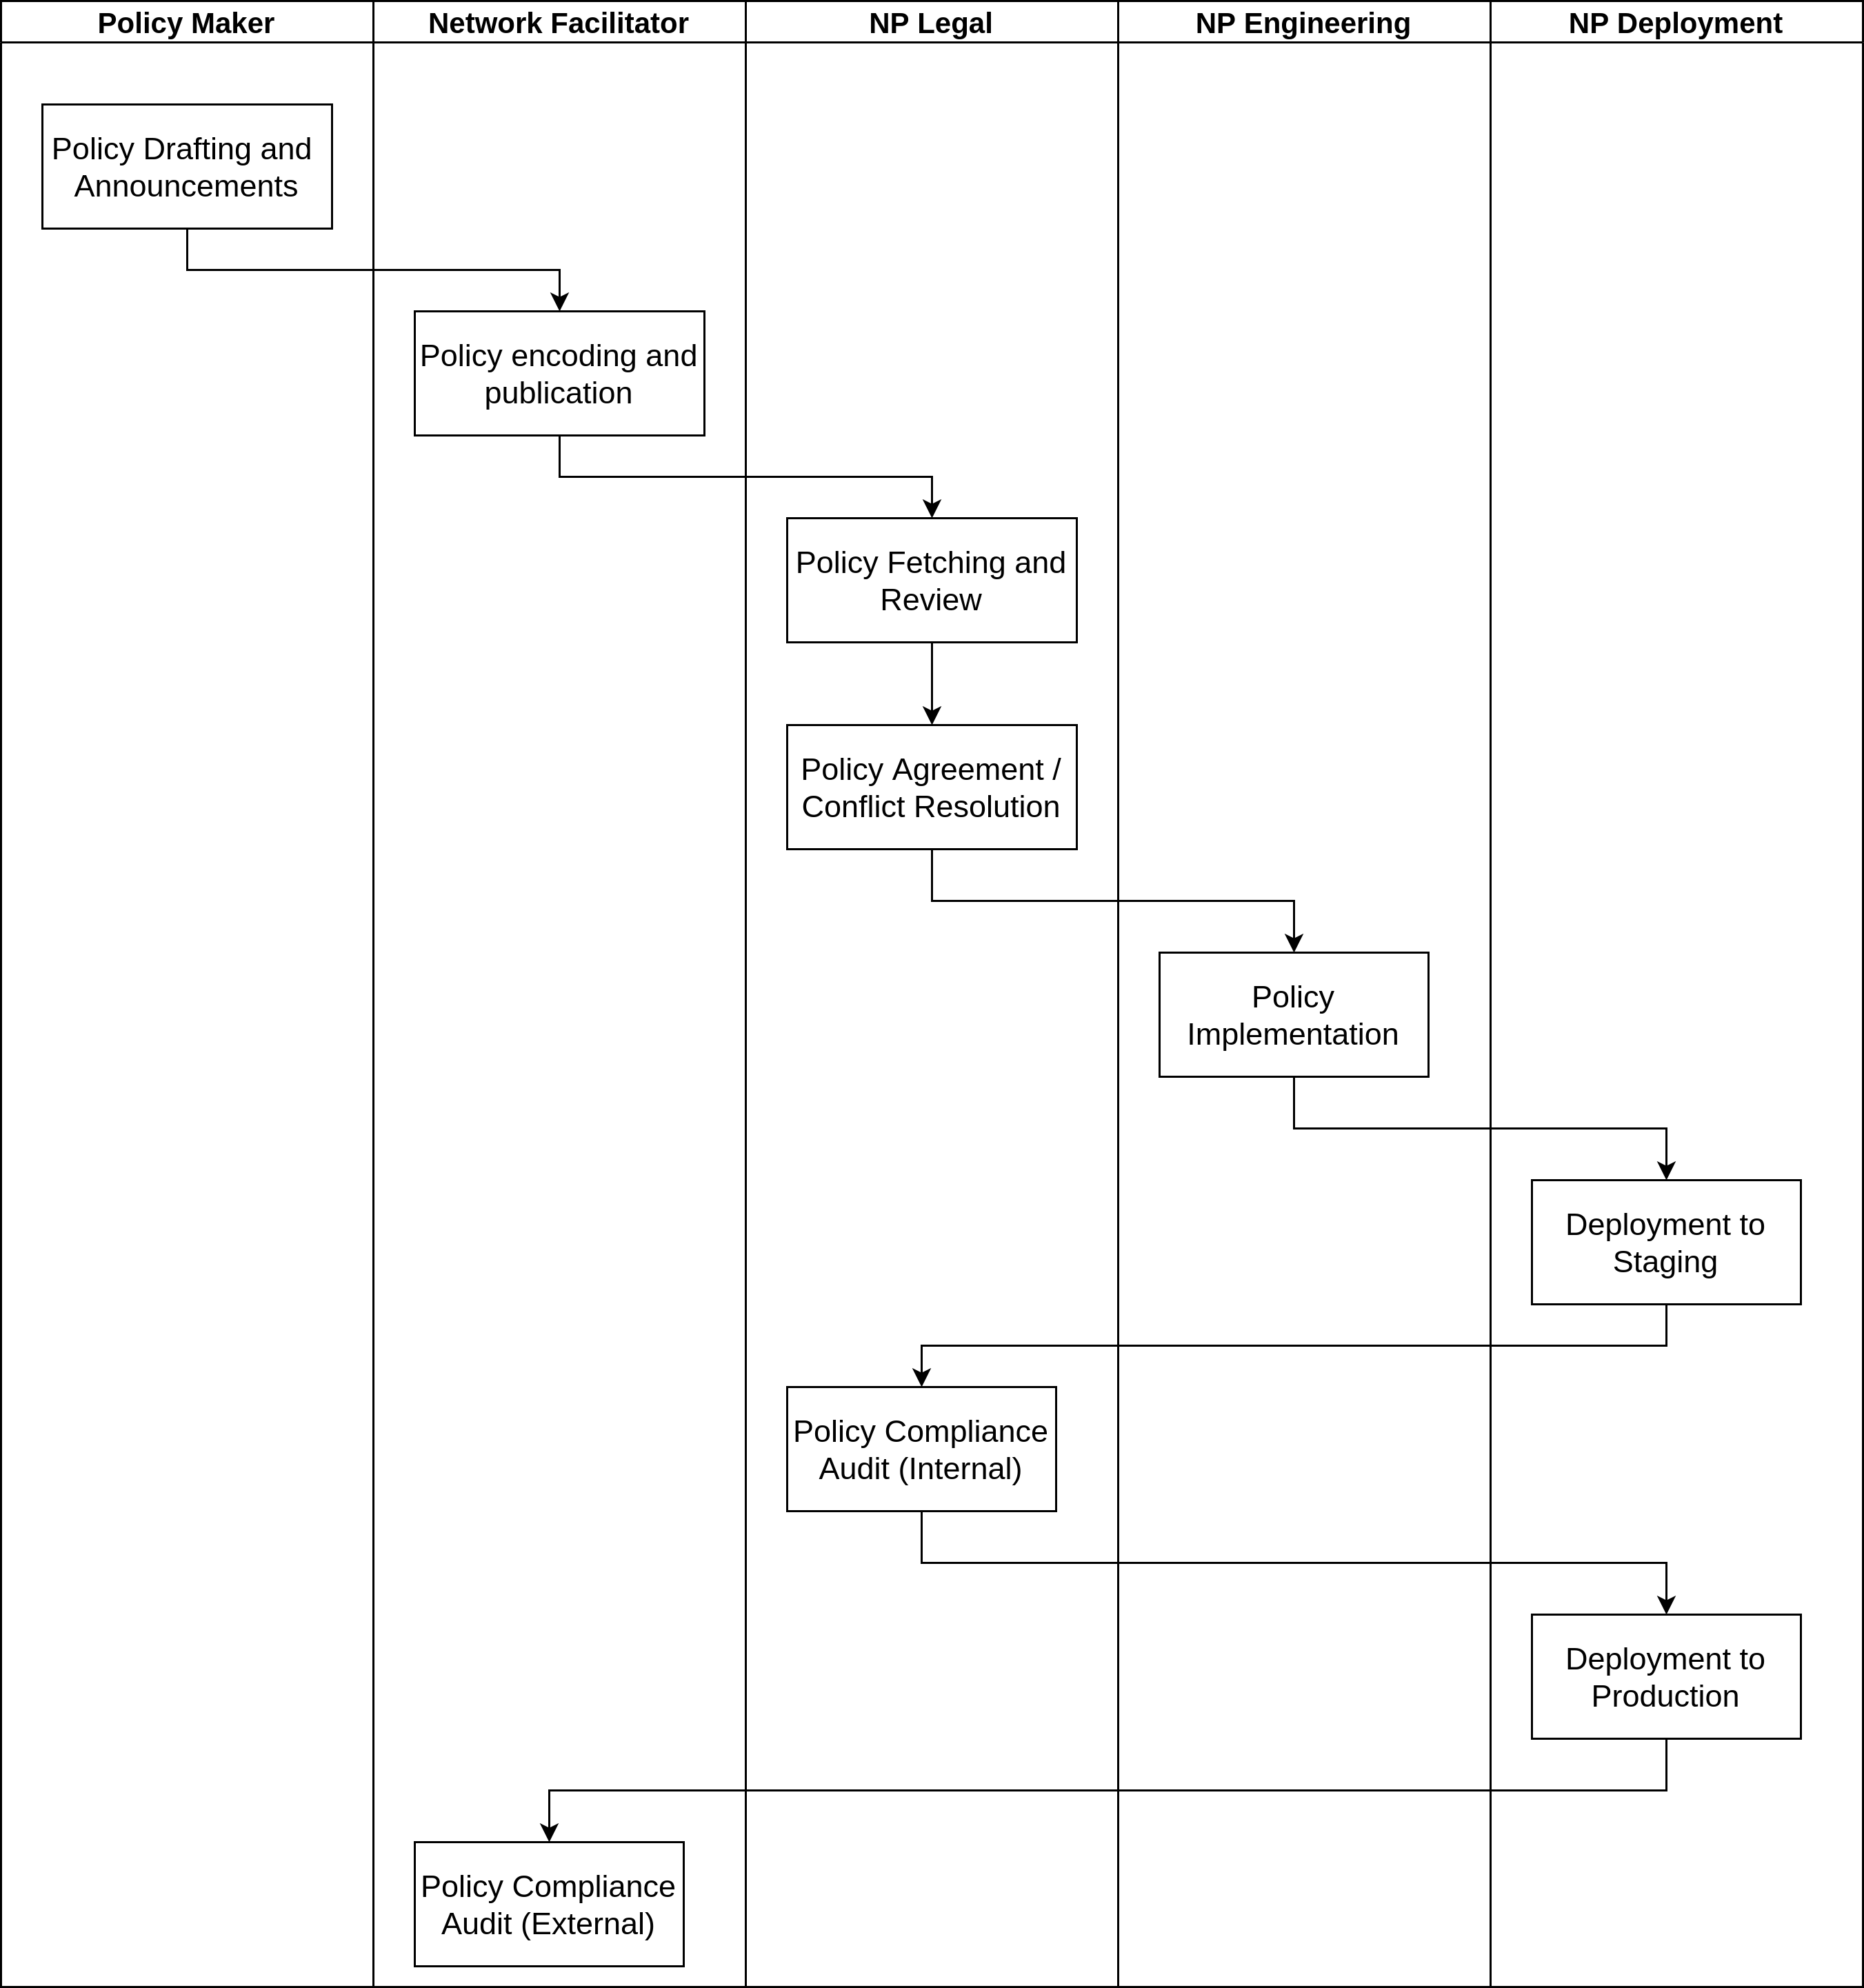 Policy Maker
Network Facilitator
NP Legal
NP Engineering
NP Deployment
Policy Drafting and
Announcements
Policy encoding and
publication
Policy Fetching and
Review
Policy Agreement /
Conflict Resolution
Policy
Implementation
Deployment to
Staging
Policy Compliance
Audit (Internal)
Deployment to
Production
Policy Compliance
Audit (External)